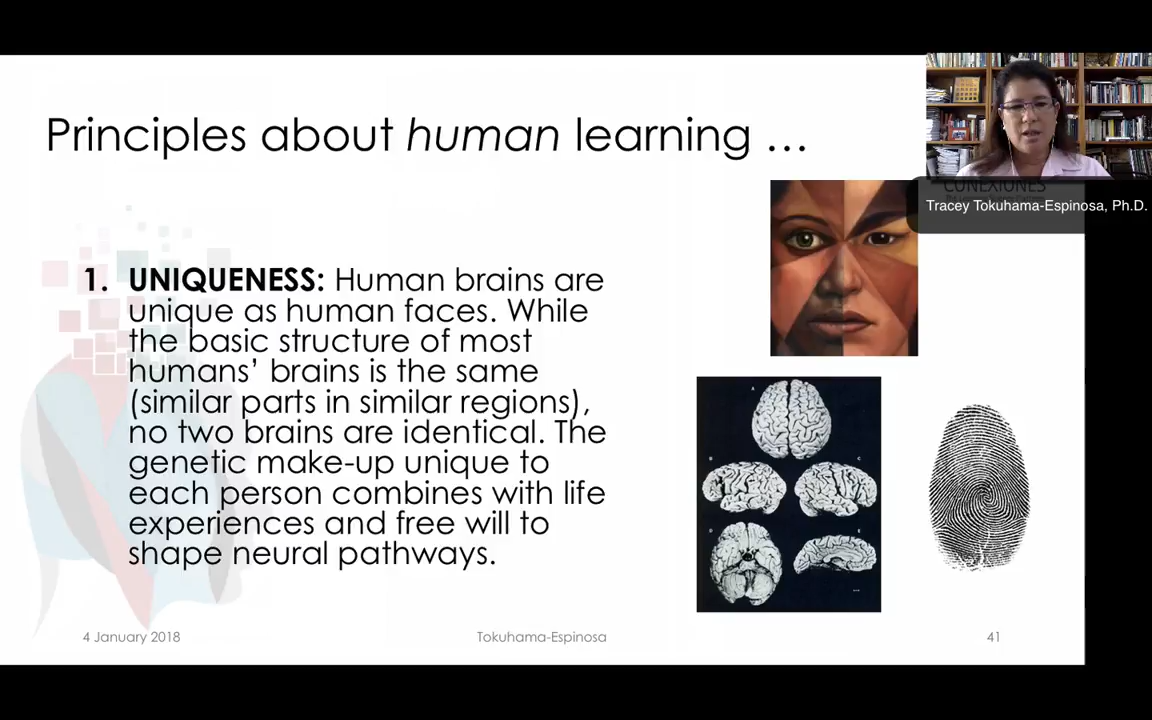 Principles about human learning …
CONEXIONES
Tracey Tokuhama-Espinosa, Ph.D.
1. UNIQUENESS: Human brains are
unique as human faces. While
the basic structure of most
humans’ brains is the same
(similar parts in similar regions),
no two brains are identical. The
genetic make-up unique to
each person combines with life
experiences and free will to
shape neural pathways.
A
B
C
D
E
4 January 2018
Tokuhama-Espinosa
41